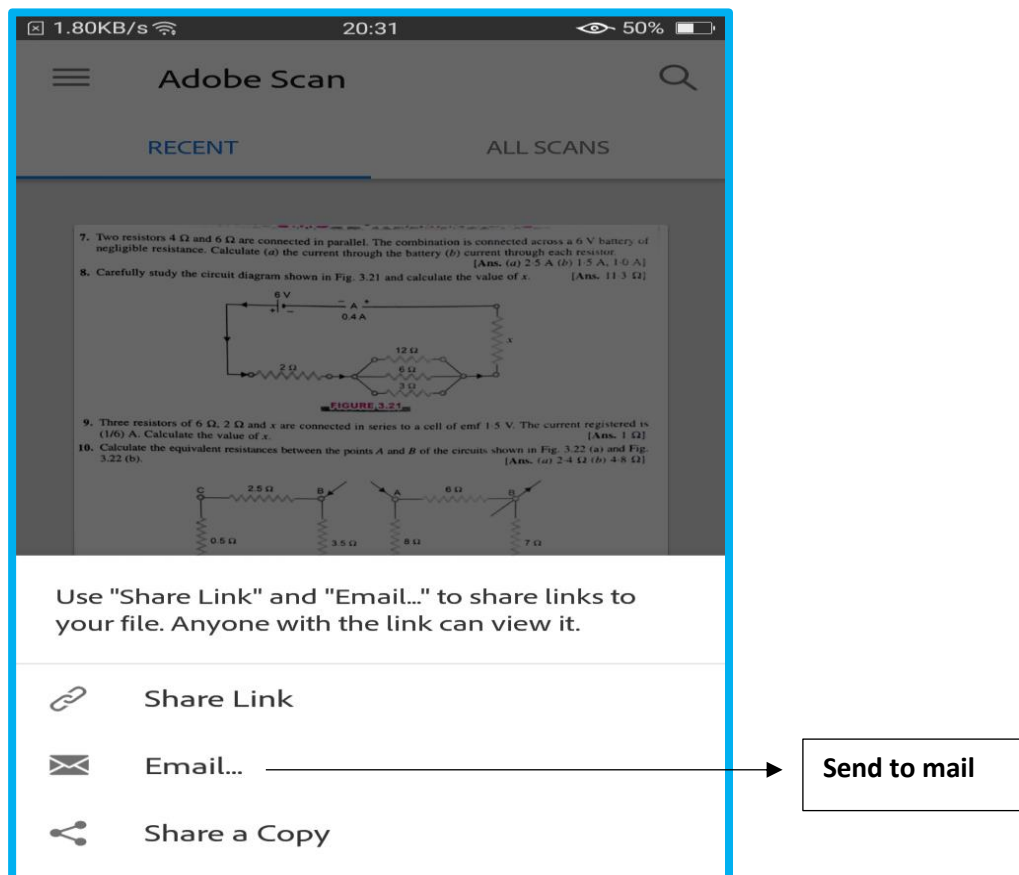 1.80KB/s 20:31 50%
Adobe Scan
RECENT ALL SCANS
7. Two resistors 4 Ω and 6 Ω are connected in parallel. The combination is connected across a 6 V battery of
negligible resistance. Calculate (a) the current through the battery (b) current through each resistor.
[Ans. (a) 2·5 A (b) 1·5 A, 1·0 A]
8. Carefully study the circuit diagram shown in Fig. 3.21 and calculate the value of x. [Ans. 11·3 Ω]
6 V
+ −
− A +
0.4 A
x
12 Ω
2 Ω
6 Ω
3 Ω
FIGURE 3.21
9. Three resistors of 6 Ω, 2 Ω and x are connected in series to a cell of emf 1·5 V. The current registered is
(1/6) A. Calculate the value of x. [Ans. 1 Ω]
10. Calculate the equivalent resistances between the points A and B of the circuits shown in Fig. 3.22 (a) and Fig.
3.22 (b). [Ans. (a) 2·4 Ω (b) 4·8 Ω]
C 2.5 Ω B A 6 Ω B
0.5 Ω 3.5 Ω 8 Ω 7 Ω
Use "Share Link" and "Email..." to share links to
your file. Anyone with the link can view it.
Share Link
Email...
Send to mail
Share a Copy